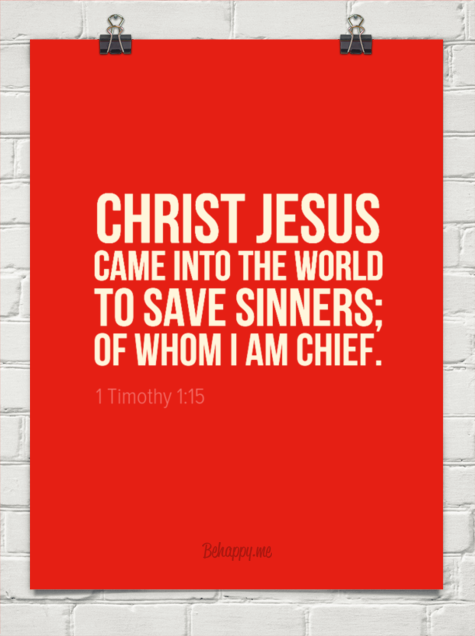 CHRIST JESUS
CAME INTO THE WORLD
TO SAVE SINNERS;
OF WHOM I AM CHIEF.
1 Timothy 1:15
Behappy.me